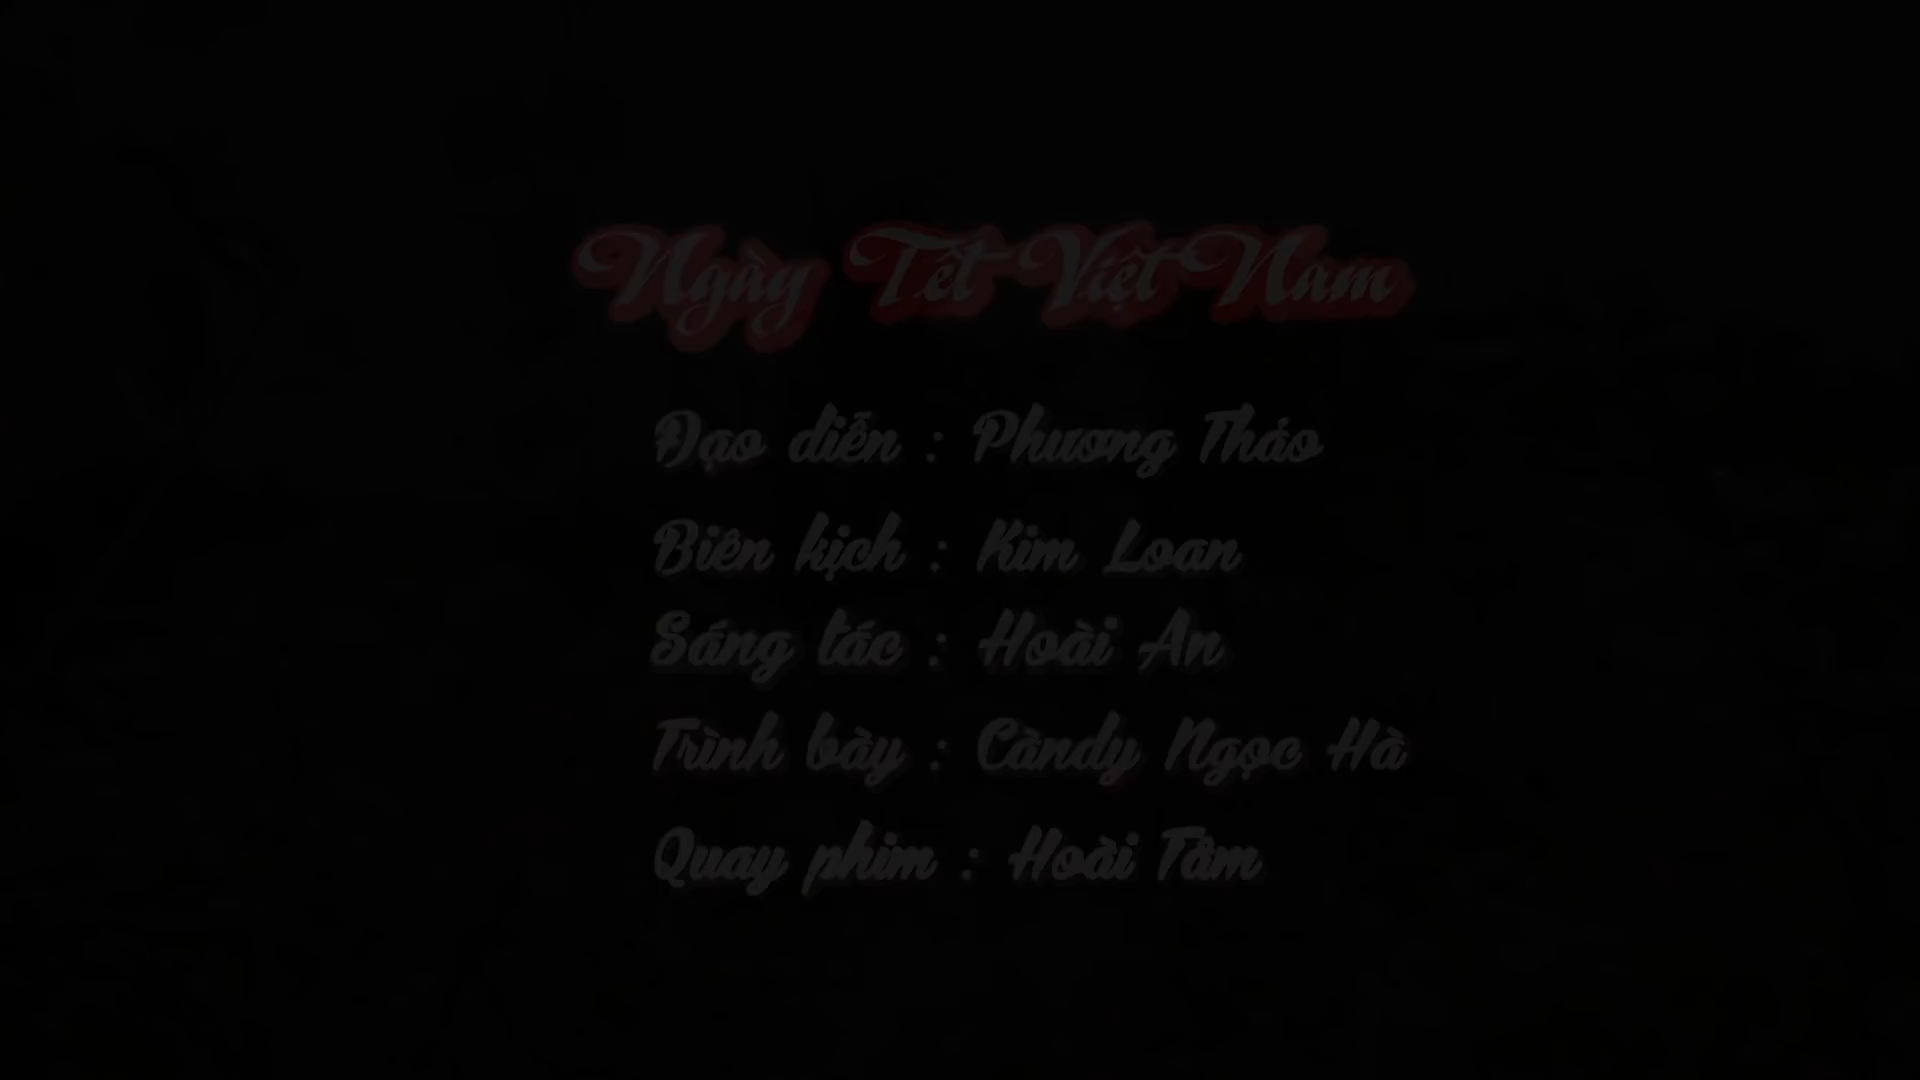 Ngày Tết Việt Nam
Đạo diễn : Phương Thảo
Biên kịch : Kim Loan
Sáng tác : Hoài An
Trình bày : Càndy Ngọc Hà
Quay phim : Hoài Tâm